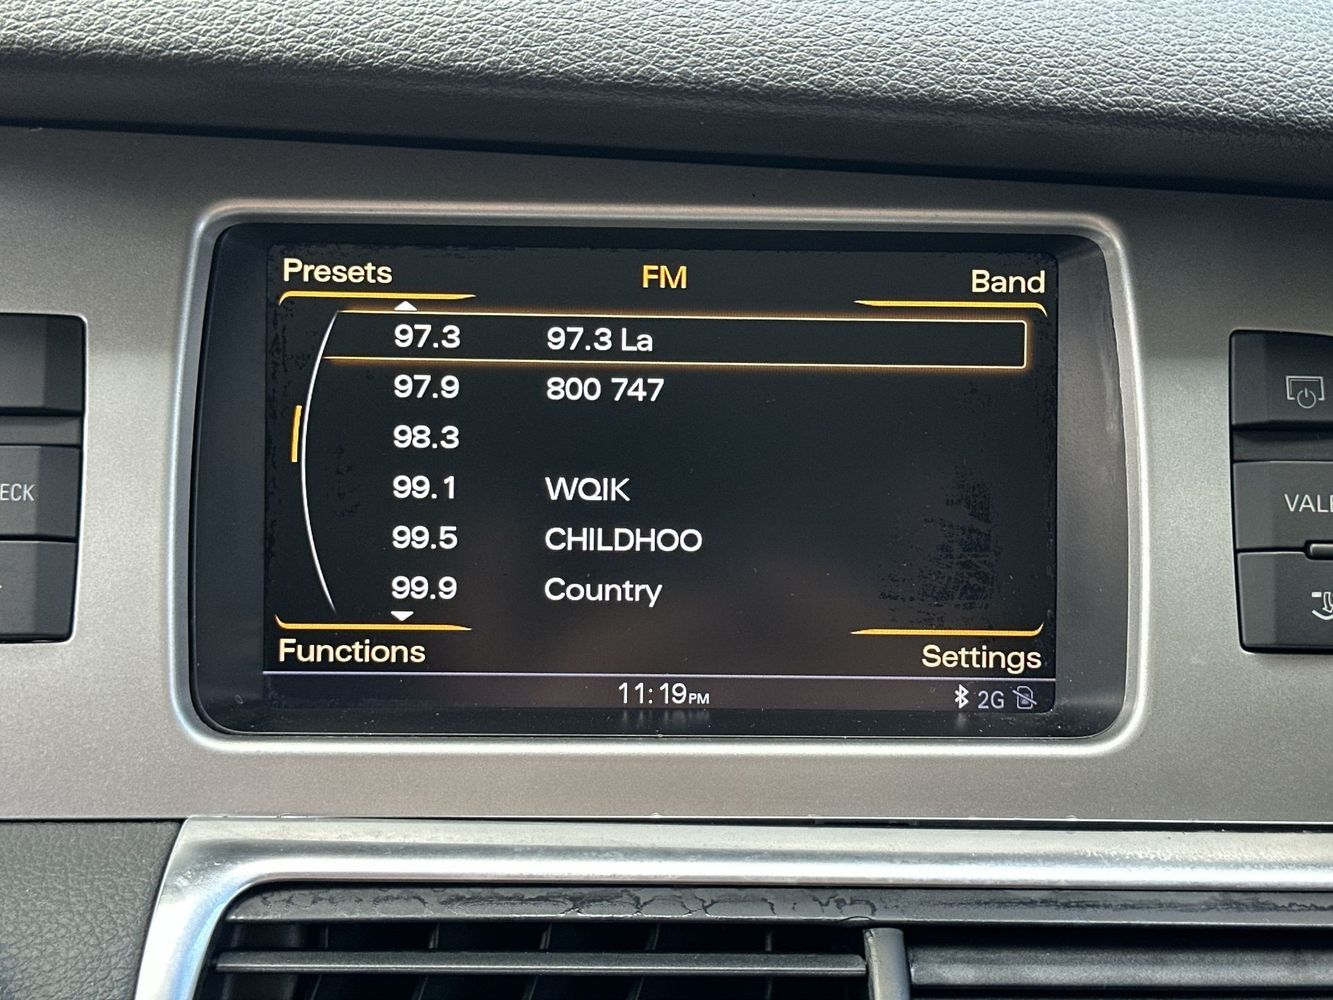 Presets FM Band
97.3 97.3 La
97.9 800 747
98.3
99.1 WQIK
99.5 CHILDHOO
99.9 Country
Functions Settings
11:19PM 2G
ECK
VALE